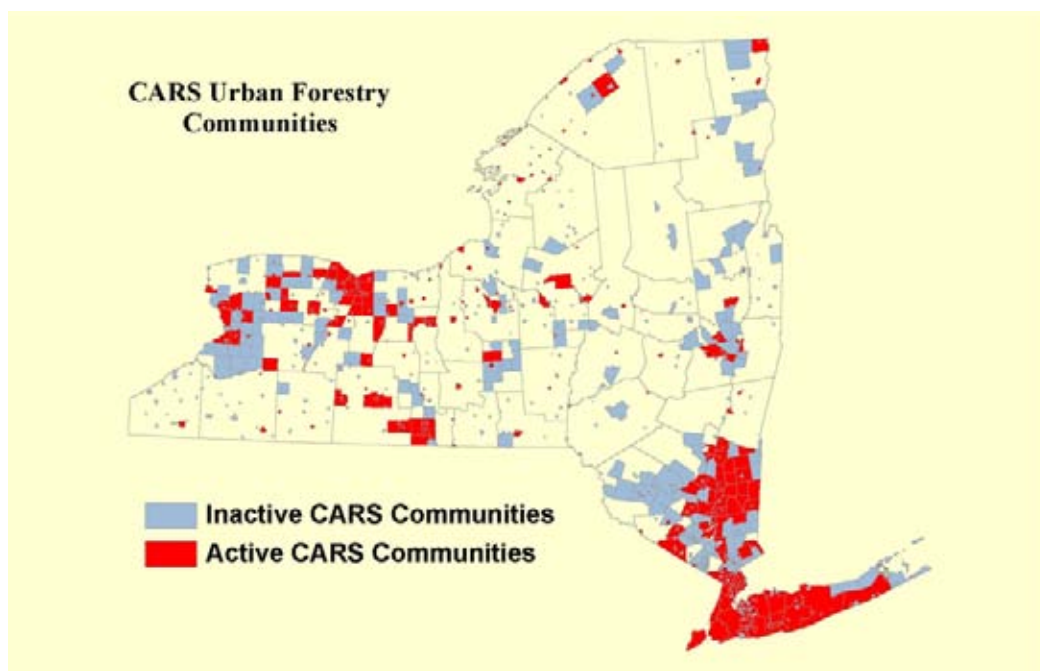 CARS Urban Forestry
Communities
Inactive CARS Communities
Active CARS Communities